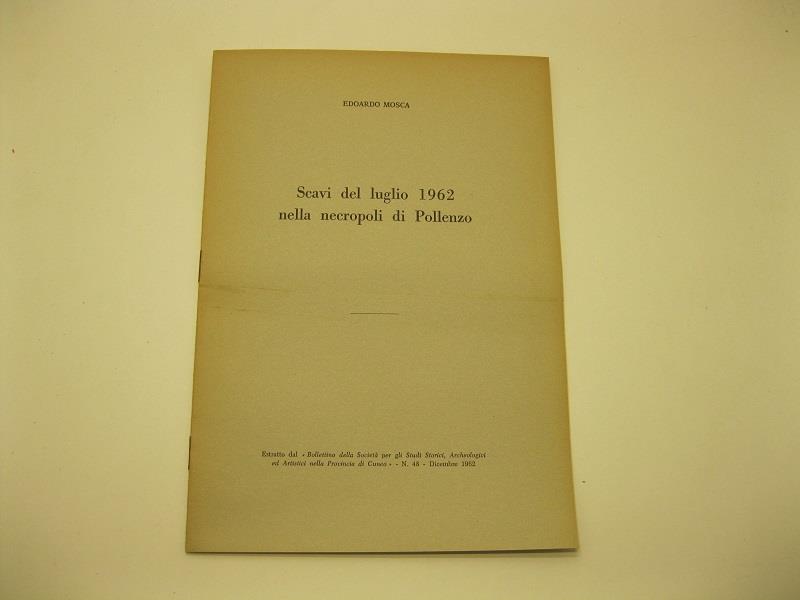 EDOARDO MOSCA
Scavi del luglio 1962
nella necropoli di Pollenzo
Estratto dal « Bollettino della Società per gli Studi Storici, Archeologici
ed Artistici nella Provincia di Cuneo » - N. 48 - Dicembre 1962